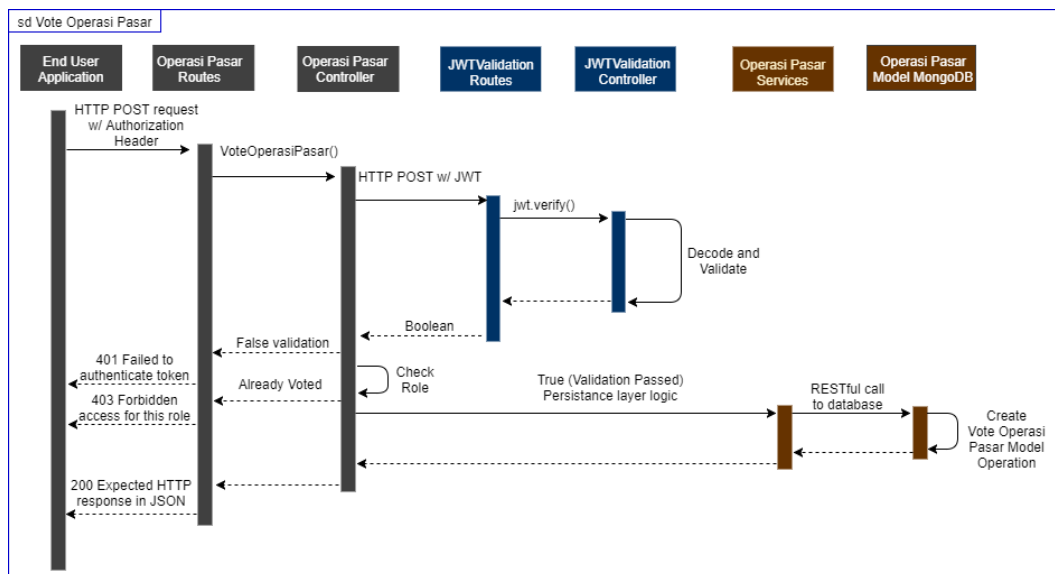 sd Vote Operasi Pasar
End User
Application
Operasi Pasar
Routes
Operasi Pasar
Controller
JWTValidation
Routes
JWTValidation
Controller
Operasi Pasar
Services
Operasi Pasar
Model MongoDB
HTTP POST request
w/ Authorization
Header
VoteOperasiPasar()
HTTP POST w/ JWT
jwt.verify()
Decode and
Validate
Boolean
False validation
401 Failed to
authenticate token
Check
Role
Already Voted
403 Forbidden
access for this role
True (Validation Passed)
Persistance layer logic
RESTful call
to database
Create
Vote Operasi
Pasar Model
Operation
200 Expected HTTP
response in JSON